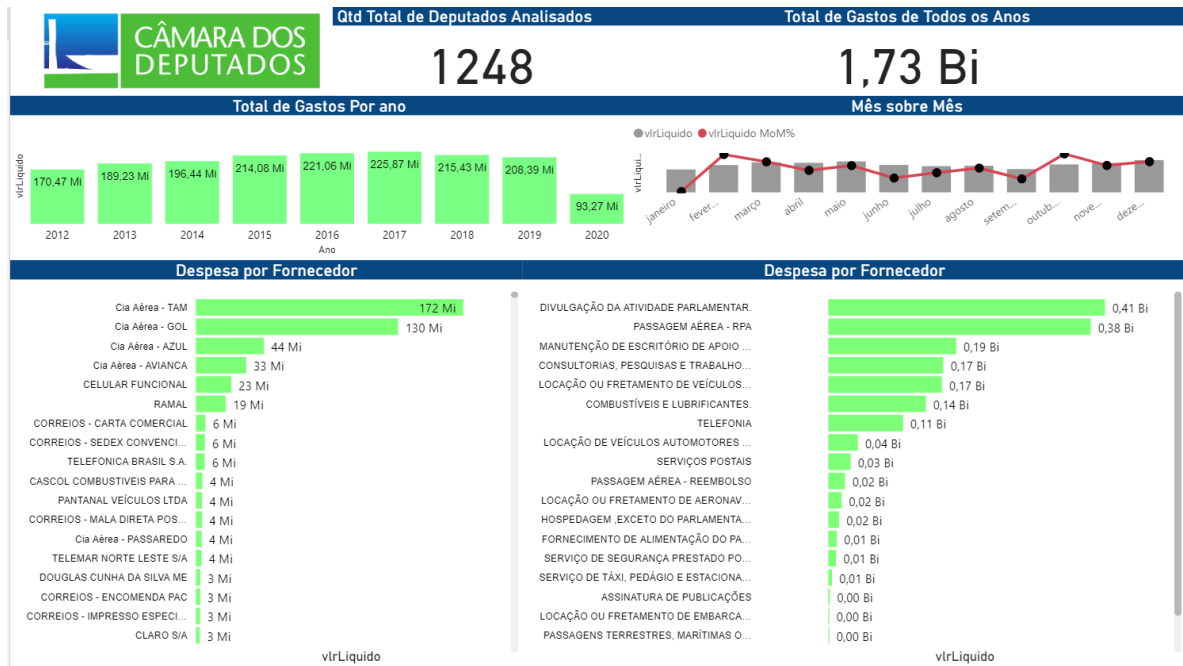 CÂMARA DOS
DEPUTADOS
Qtd Total de Deputados Analisados
1248
Total de Gastos de Todos os Anos
1,73 Bi
Total de Gastos Por ano
vlrLiquido
170,47 Mi
189,23 Mi
196,44 Mi
214,08 Mi
221,06 Mi
225,87 Mi
215,43 Mi
208,39 Mi
93,27 Mi
2012 2013 2014 2015 2016 2017 2018 2019 2020
Ano
Mês sobre Mês
vlrLiquido vlrLiquido MoM%
vlrLiqui...
janeiro fever... março abril maio junho julho agosto setem... outub... nove... deze...
Despesa por Fornecedor
Cia Aérea - TAM 172 Mi
Cia Aérea - GOL 130 Mi
Cia Aérea - AZUL 44 Mi
Cia Aérea - AVIANCA 33 Mi
CELULAR FUNCIONAL 23 Mi
RAMAL 19 Mi
CORREIOS - CARTA COMERCIAL 6 Mi
CORREIOS - SEDEX CONVENCI... 6 Mi
TELEFONICA BRASIL S.A. 6 Mi
CASCOL COMBUSTIVEIS PARA ... 4 Mi
PANTANAL VEÍCULOS LTDA 4 Mi
CORREIOS - MALA DIRETA POS... 4 Mi
Cia Aérea - PASSAREDO 4 Mi
TELEMAR NORTE LESTE S/A 4 Mi
DOUGLAS CUNHA DA SILVA ME 3 Mi
CORREIOS - ENCOMENDA PAC 3 Mi
CORREIOS - IMPRESSO ESPECI... 3 Mi
CLARO S/A 3 Mi
vlrLiquido
Despesa por Fornecedor
DIVULGAÇÃO DA ATIVIDADE PARLAMENTAR. 0,41 Bi
PASSAGEM AÉREA - RPA 0,38 Bi
MANUTENÇÃO DE ESCRITÓRIO DE APOIO ... 0,19 Bi
CONSULTORIAS, PESQUISAS E TRABALHO... 0,17 Bi
LOCAÇÃO OU FRETAMENTO DE VEÍCULOS... 0,17 Bi
COMBUSTÍVEIS E LUBRIFICANTES. 0,14 Bi
TELEFONIA 0,11 Bi
LOCAÇÃO DE VEÍCULOS AUTOMOTORES ... 0,04 Bi
SERVIÇOS POSTAIS 0,03 Bi
PASSAGEM AÉREA - REEMBOLSO 0,02 Bi
LOCAÇÃO OU FRETAMENTO DE AERONAV... 0,02 Bi
HOSPEDAGEM ,EXCETO DO PARLAMENTA... 0,02 Bi
FORNECIMENTO DE ALIMENTAÇÃO DO PA... 0,01 Bi
SERVIÇO DE SEGURANÇA PRESTADO PO... 0,01 Bi
SERVIÇO DE TÁXI, PEDÁGIO E ESTACIONA... 0,01 Bi
ASSINATURA DE PUBLICAÇÕES 0,00 Bi
LOCAÇÃO OU FRETAMENTO DE EMBARCA... 0,00 Bi
PASSAGENS TERRESTRES, MARÍTIMAS O... 0,00 Bi
vlrLiquido